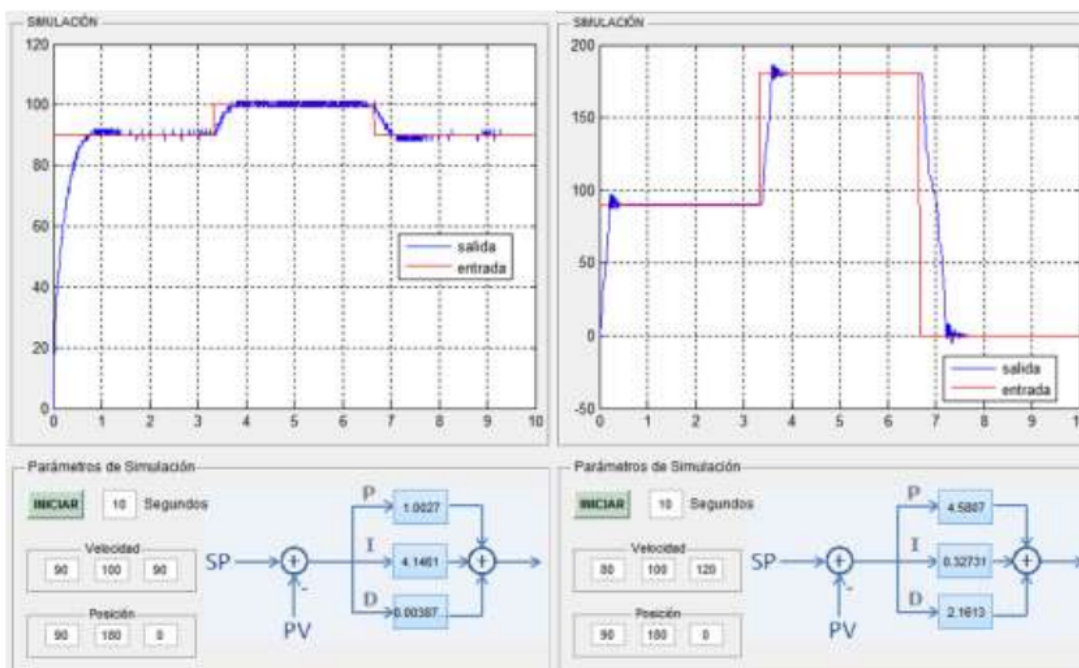 SIMULACIÓN
120
100
80
60
40
20
0
0 1 2 3 4 5 6 7 8 9 10
salida
entrada
Parámetros de Simulación
INICIAR 10 Segundos
Velocidad
90 100 90
Posición
90 180 0
SP + - PV
P 1.0027
I 4.1461
D 0.00387...
+
SIMULACIÓN
200
150
100
50
0
-50
0 1 2 3 4 5 6 7 8 9 1
salida
entrada
Parámetros de Simulación
INICIAR 10 Segundos
Velocidad
80 100 120
Posición
90 180 0
SP + - PV
P 4.5807
I 0.32731
D 2.1613
+